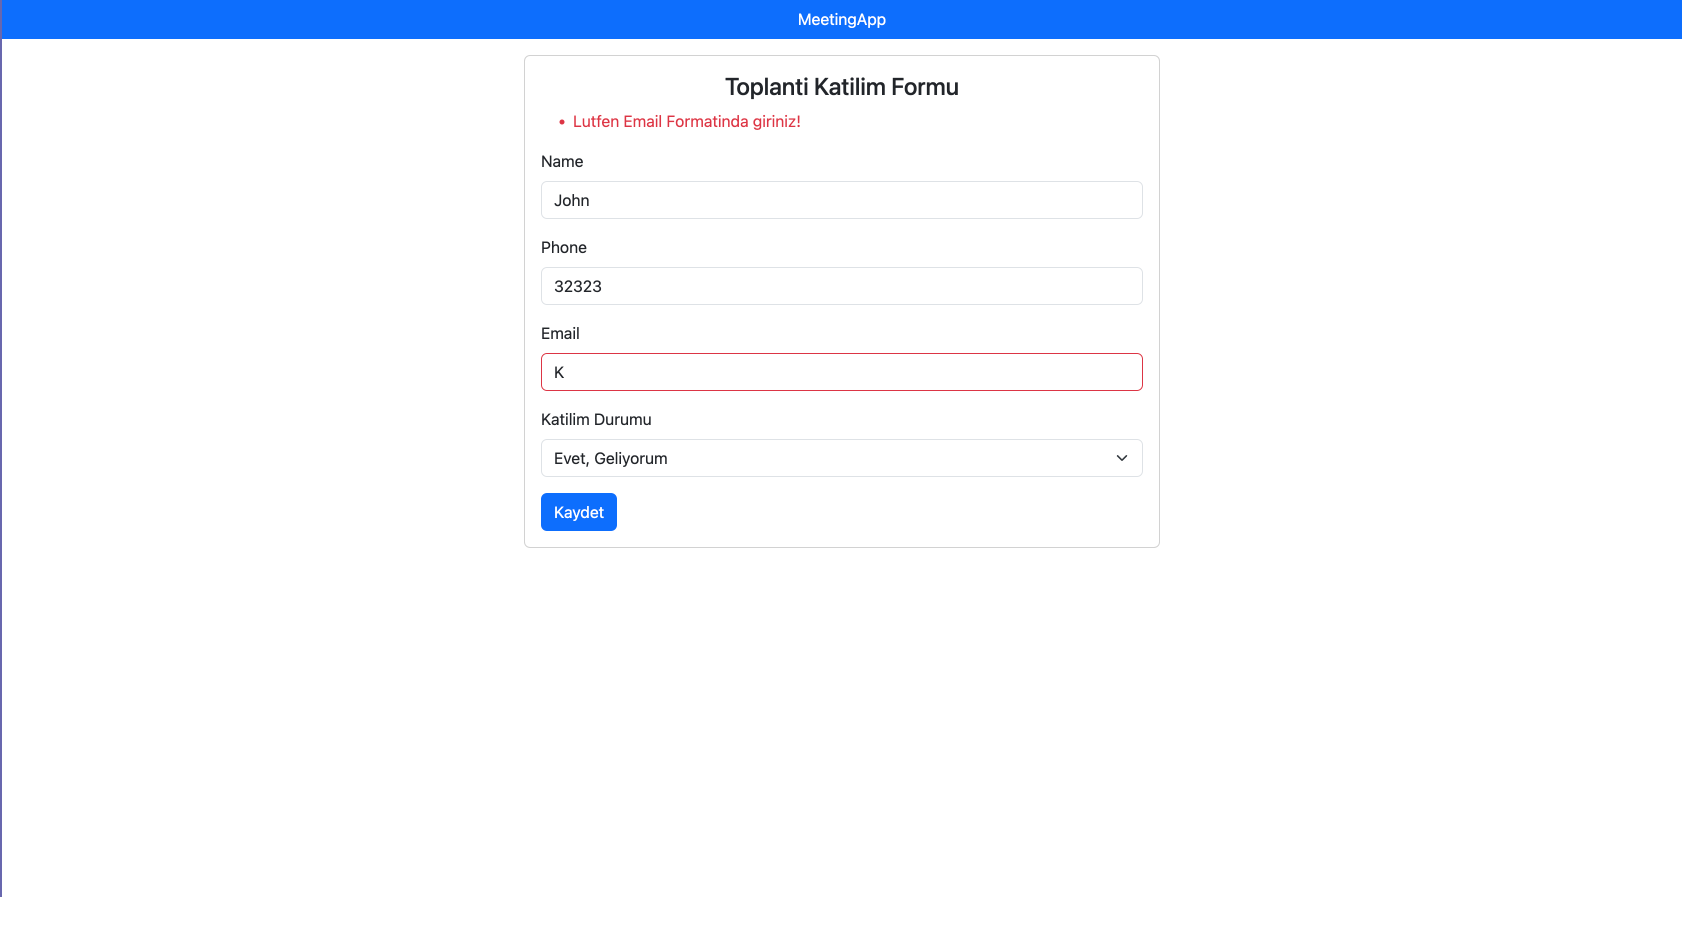 MeetingApp
Toplanti Katilim Formu
• Lutfen Email Formatinda giriniz!
Name
John
Phone
32323
Email
K
Katilim Durumu
Evet, Geliyorum
Kaydet